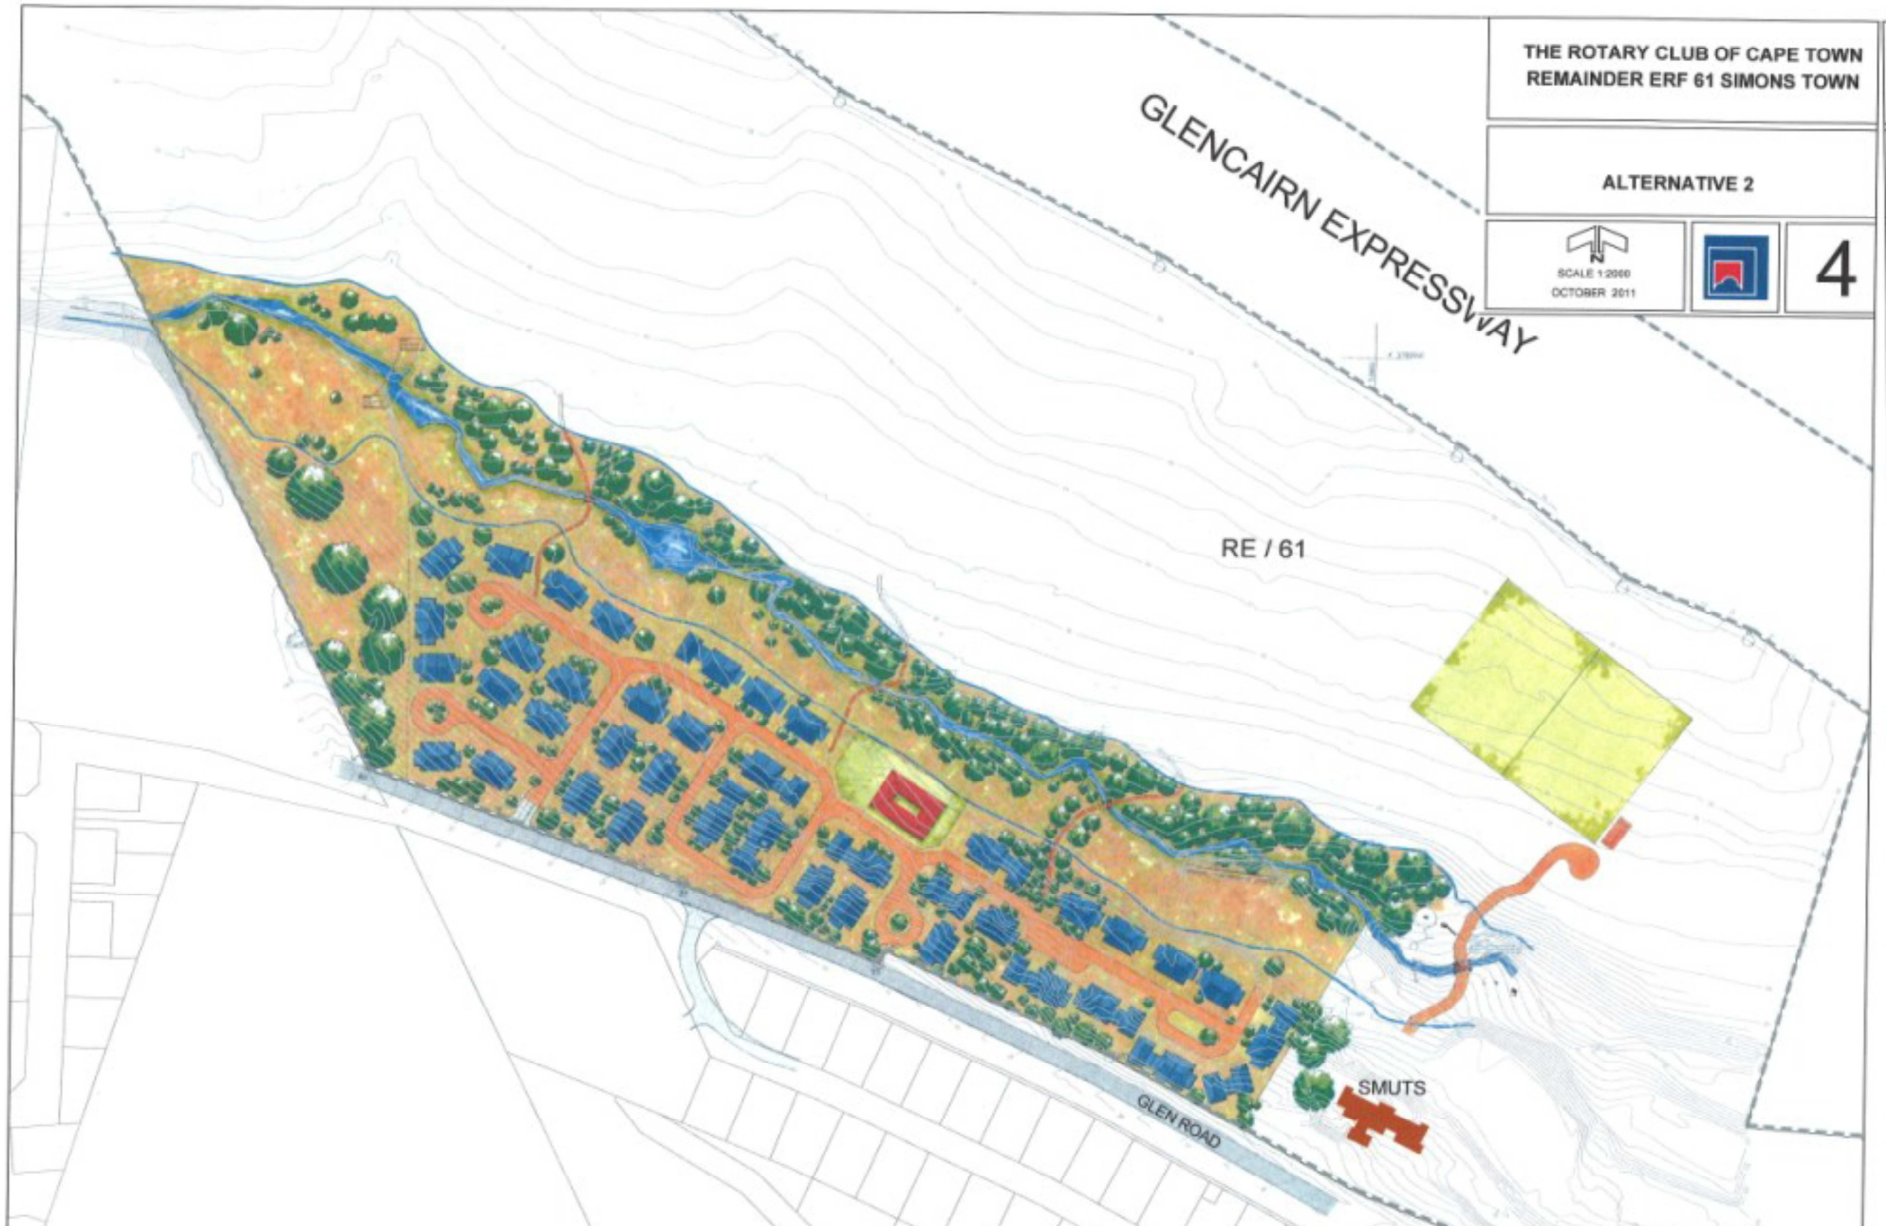 THE ROTARY CLUB OF CAPE TOWN
REMAINDER ERF 61 SIMONS TOWN
ALTERNATIVE 2
N
SCALE 1:2000
OCTOBER 2011
4
GLENCAIRN EXPRESSWAY
RE / 61
SMUTS
GLEN ROAD